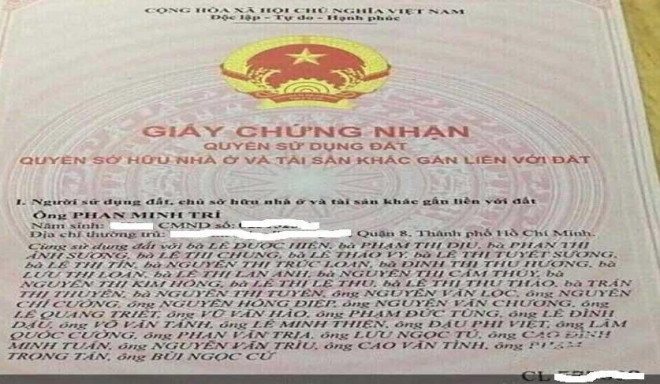 CỘNG HÒA XÃ HỘI CHỦ NGHĨA VIỆT NAM
Độc lập - Tự do - Hạnh phúc
GIẤY CHỨNG NHẬN
QUYỀN SỬ DỤNG ĐẤT
QUYỀN SỞ HỮU NHÀ Ở VÀ TÀI SẢN KHÁC GẮN LIỀN VỚI ĐẤT
I. Người sử dụng đất, chủ sở hữu nhà ở và tài sản khác gắn liền với đất
Ông PHAN MINH TRÍ
Năm sinh: CMND số:
Địa chỉ thường trú: Quận 8, Thành phố Hồ Chí Minh.
Cùng sử dụng đất với bà LÊ DƯỢC HIỀN, bà PHẠM THỊ DỊU, bà PHAN THỊ
ÁNH SƯƠNG, bà LÊ THỊ CHUNG, bà LÊ THẢO VY, bà LÊ THỊ TUYẾT SƯƠNG,
bà LÊ THỊ TÍN, bà NGUYỄN THỊ TRÚC LOAN, bà ĐINH THỊ THU HƯƠNG, bà
LƯU THỊ LOAN, bà LÊ THỊ LAN ANH, bà NGUYỄN THỊ CẨM THÚY, bà
NGUYỄN THỊ KIM HỒNG, bà LÊ THỊ LỆ THU, bà LÊ THỊ THU THẢO, bà TRẦN
THỊ THUYỀN, bà NGUYỄN THỊ TUYỀN, ông NGUYỄN VĂN LỘC, ông NGUYỄN
CHÍ CƯỜNG, ông NGUYỄN HỒNG ĐIỆP, ông NGUYỄN VĂN CHƯƠNG, ông
LÊ QUANG TRIẾT, ông VŨ VĂN HÀO, ông PHẠM ĐỨC TÙNG, ông LÊ ĐÌNH
DẬU, ông VÕ VĂN TÁNH, ông LÊ MINH THIỆN, ông ĐẬU PHI VIỆT, ông LÂM
QUỐC CƯỜNG, ông PHAN VĂN TRỊA, ông LƯU NGỌC TÚ, ông CAO ĐÌNH
MINH TUẤN, ông NGUYỄN VĂN TRÌU, ông CAO VĂN TÌNH, ông
TRỌNG TẤN, ông BÙI NGỌC CỨ
CL